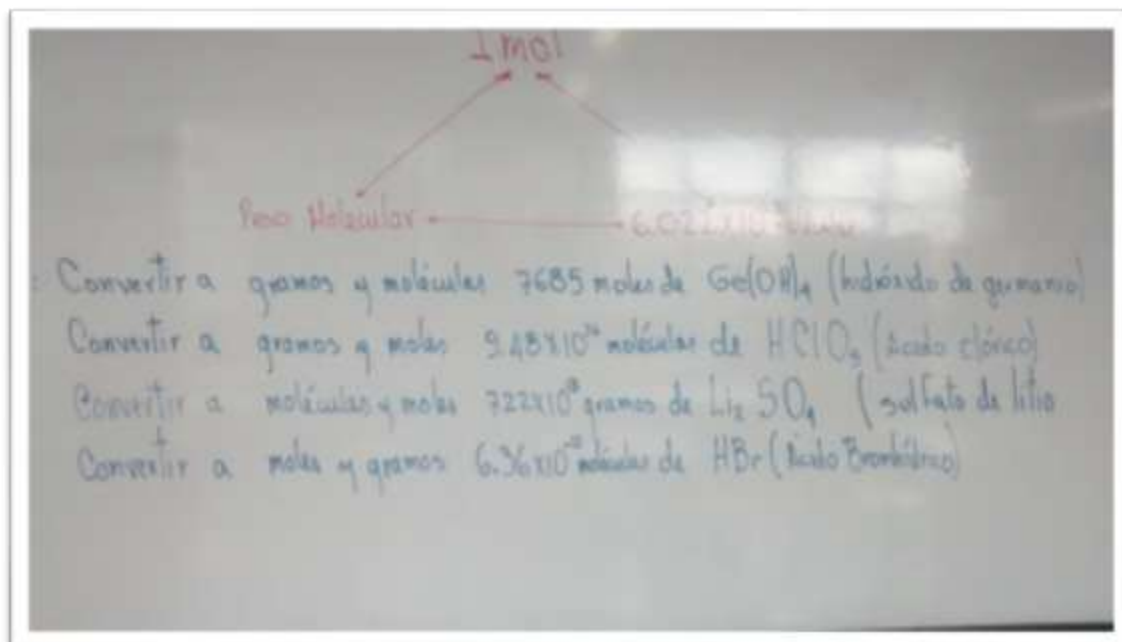 1 mol
Peso Molecular 6.022x10
Convertir a gramos y moléculas 7685 moles de Ge(OH)4 (hidróxido de germanio)
Convertir a gramos y moles moléculas de HClO3 (ácido clórico)
Convertir a moléculas y moles gramos de Li2 SO4 (sulfato de litio
Convertir a moles y gramos moléculas de HBr (ácido Bromhídrico)